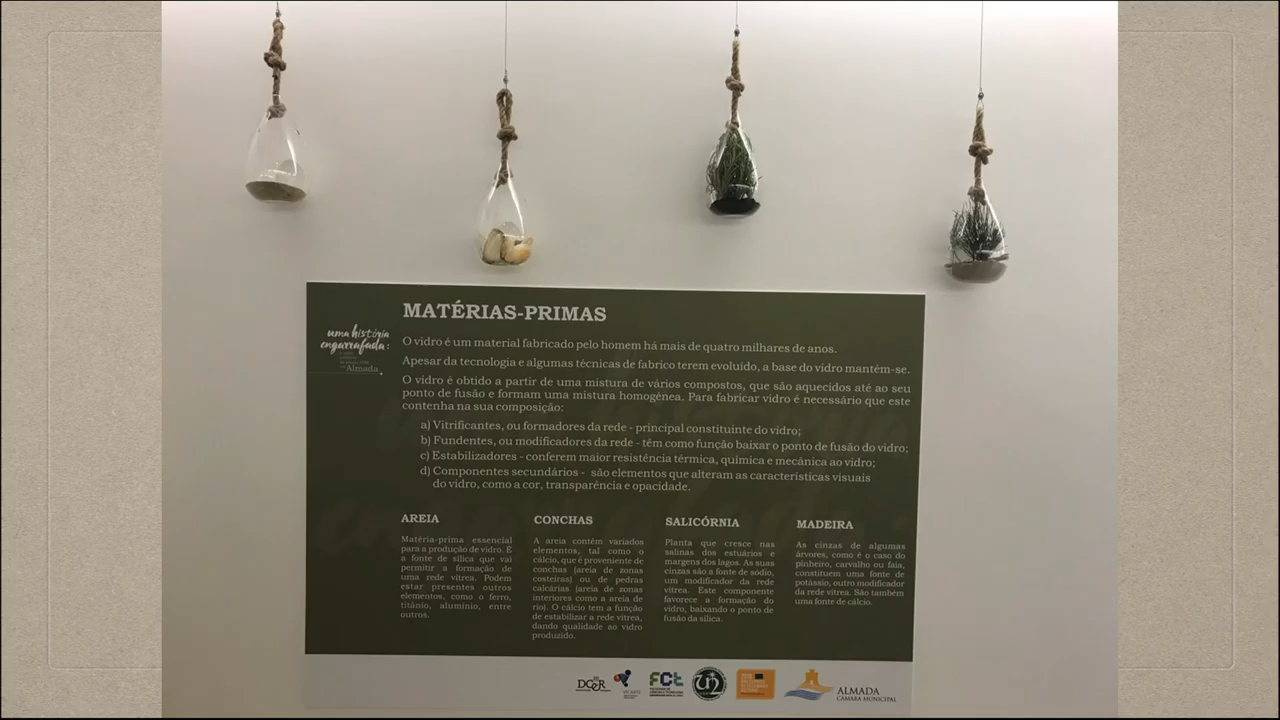 MATÉRIAS-PRIMAS
uma história
engarrafada:
Almada
O vidro é um material fabricado pelo homem há mais de quatro milhares de anos.
Apesar da tecnologia e algumas técnicas de fabrico terem evoluído, a base do vidro mantém-se.
O vidro é obtido a partir de uma mistura de vários compostos, que são aquecidos até ao seu
ponto de fusão e formam uma mistura homogénea. Para fabricar vidro é necessário que este
contenha na sua composição:
a) Vitrificantes, ou formadores da rede - principal constituinte do vidro;
b) Fundentes, ou modificadores da rede - têm como função baixar o ponto de fusão do vidro;
c) Estabilizadores - conferem maior resistência térmica, química e mecânica ao vidro;
d) Componentes secundários - são elementos que alteram as características visuais
do vidro, como a cor, transparência e opacidade.
AREIA
Matéria-prima essencial
para a produção de vidro. É
a fonte de sílica que vai
permitir a formação de
uma rede vítrea. Podem
estar presentes outros
elementos, como o ferro,
titânio, alumínio, entre
outros.
CONCHAS
A areia contém variados
elementos, tal como o
cálcio, que é proveniente de
conchas (areia de zonas
costeiras) ou de pedras
calcárias (areia de zonas
interiores como a areia de
rio). O cálcio tem a função
de estabilizar a rede vítrea,
dando qualidade ao vidro
produzido.
SALICÓRNIA
Planta que cresce nas
salinas dos estuários e
margens dos lagos. As suas
cinzas são a fonte de sódio,
um modificador da rede
vítrea. Este componente
favorece a formação do
vidro, baixando o ponto de
fusão da sílica.
MADEIRA
As cinzas de algumas
árvores, como é o caso do
pinheiro, carvalho ou faia,
constituem uma fonte de
potássio, outro modificador
da rede vítrea. São também
uma fonte de cálcio.
DCR
VICARTE
FCt
ALMADA
CÂMARA MUNICIPAL